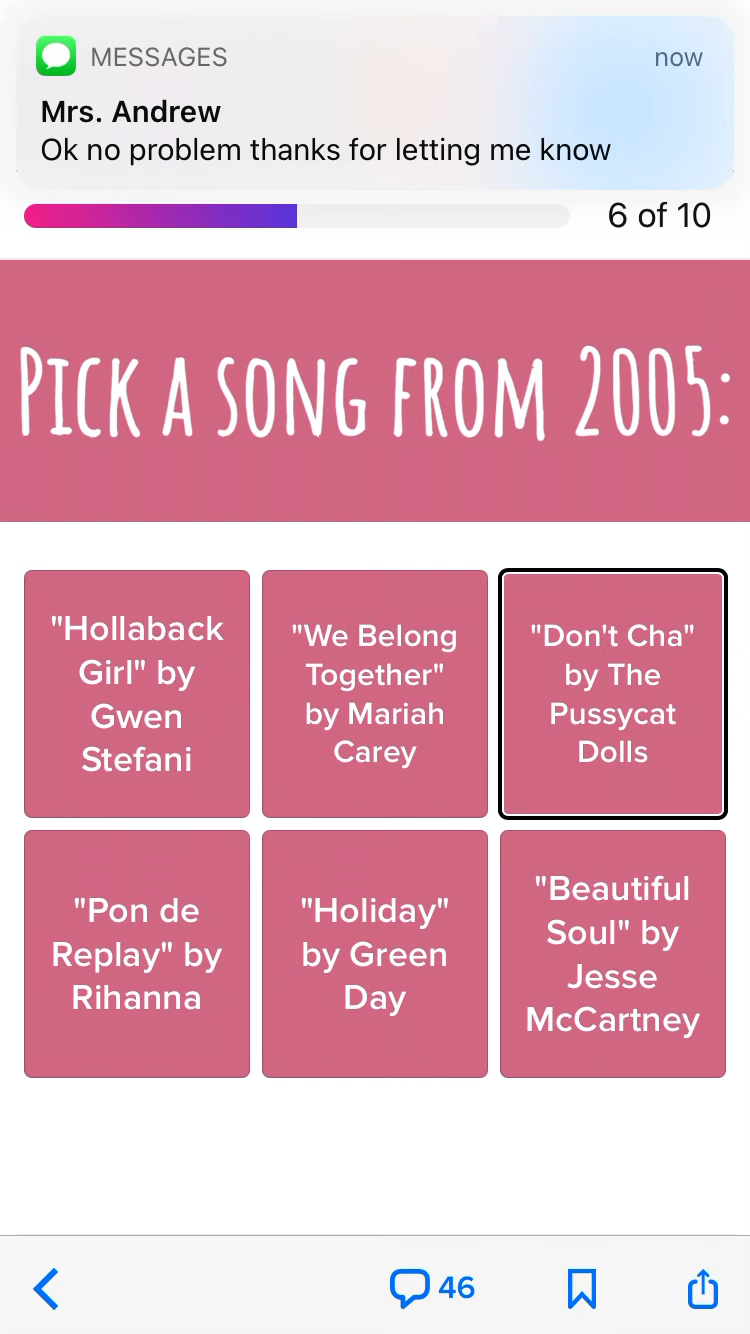 MESSAGES now
Mrs. Andrew
Ok no problem thanks for letting me know
6 of 10
PICK A SONG FROM 2005:
"Hollaback
Girl" by
Gwen
Stefani
"We Belong
Together"
by Mariah
Carey
"Don't Cha"
by The
Pussycat
Dolls
"Pon de
Replay" by
Rihanna
"Holiday"
by Green
Day
"Beautiful
Soul" by
Jesse
McCartney
46